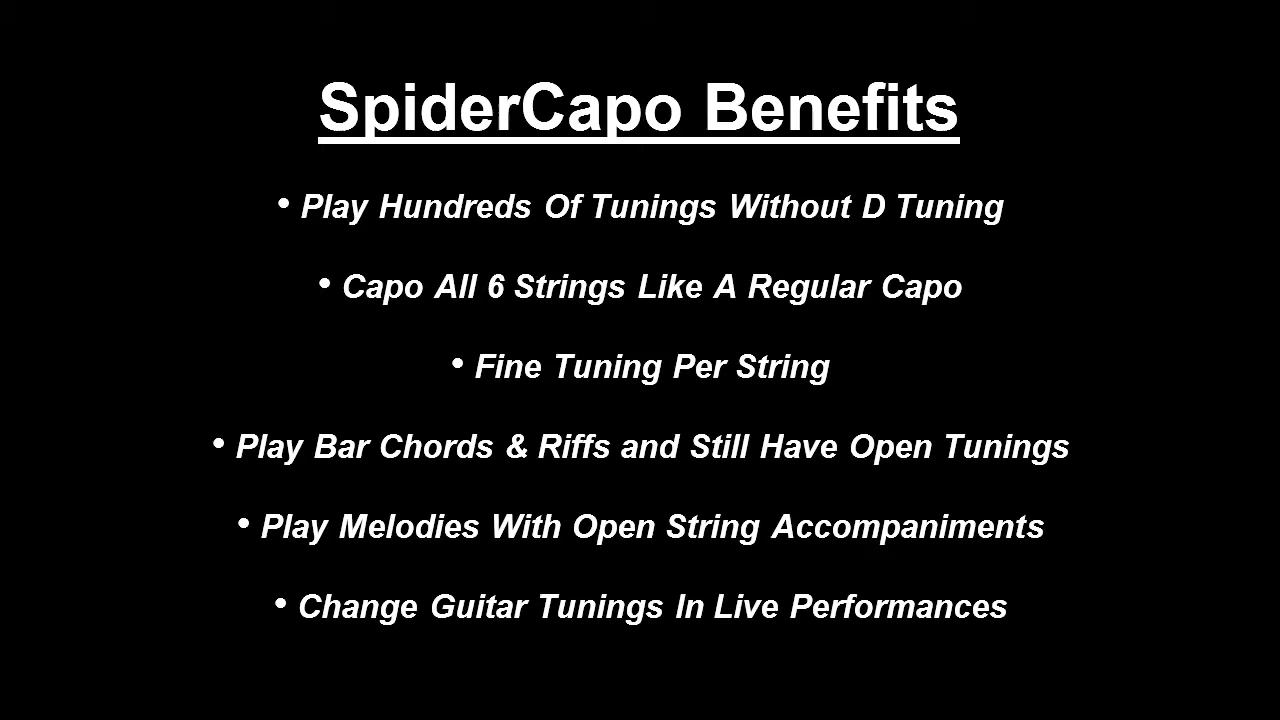 SpiderCapo Benefits
• Play Hundreds Of Tunings Without D Tuning
• Capo All 6 Strings Like A Regular Capo
• Fine Tuning Per String
• Play Bar Chords & Riffs and Still Have Open Tunings
• Play Melodies With Open String Accompaniments
• Change Guitar Tunings In Live Performances